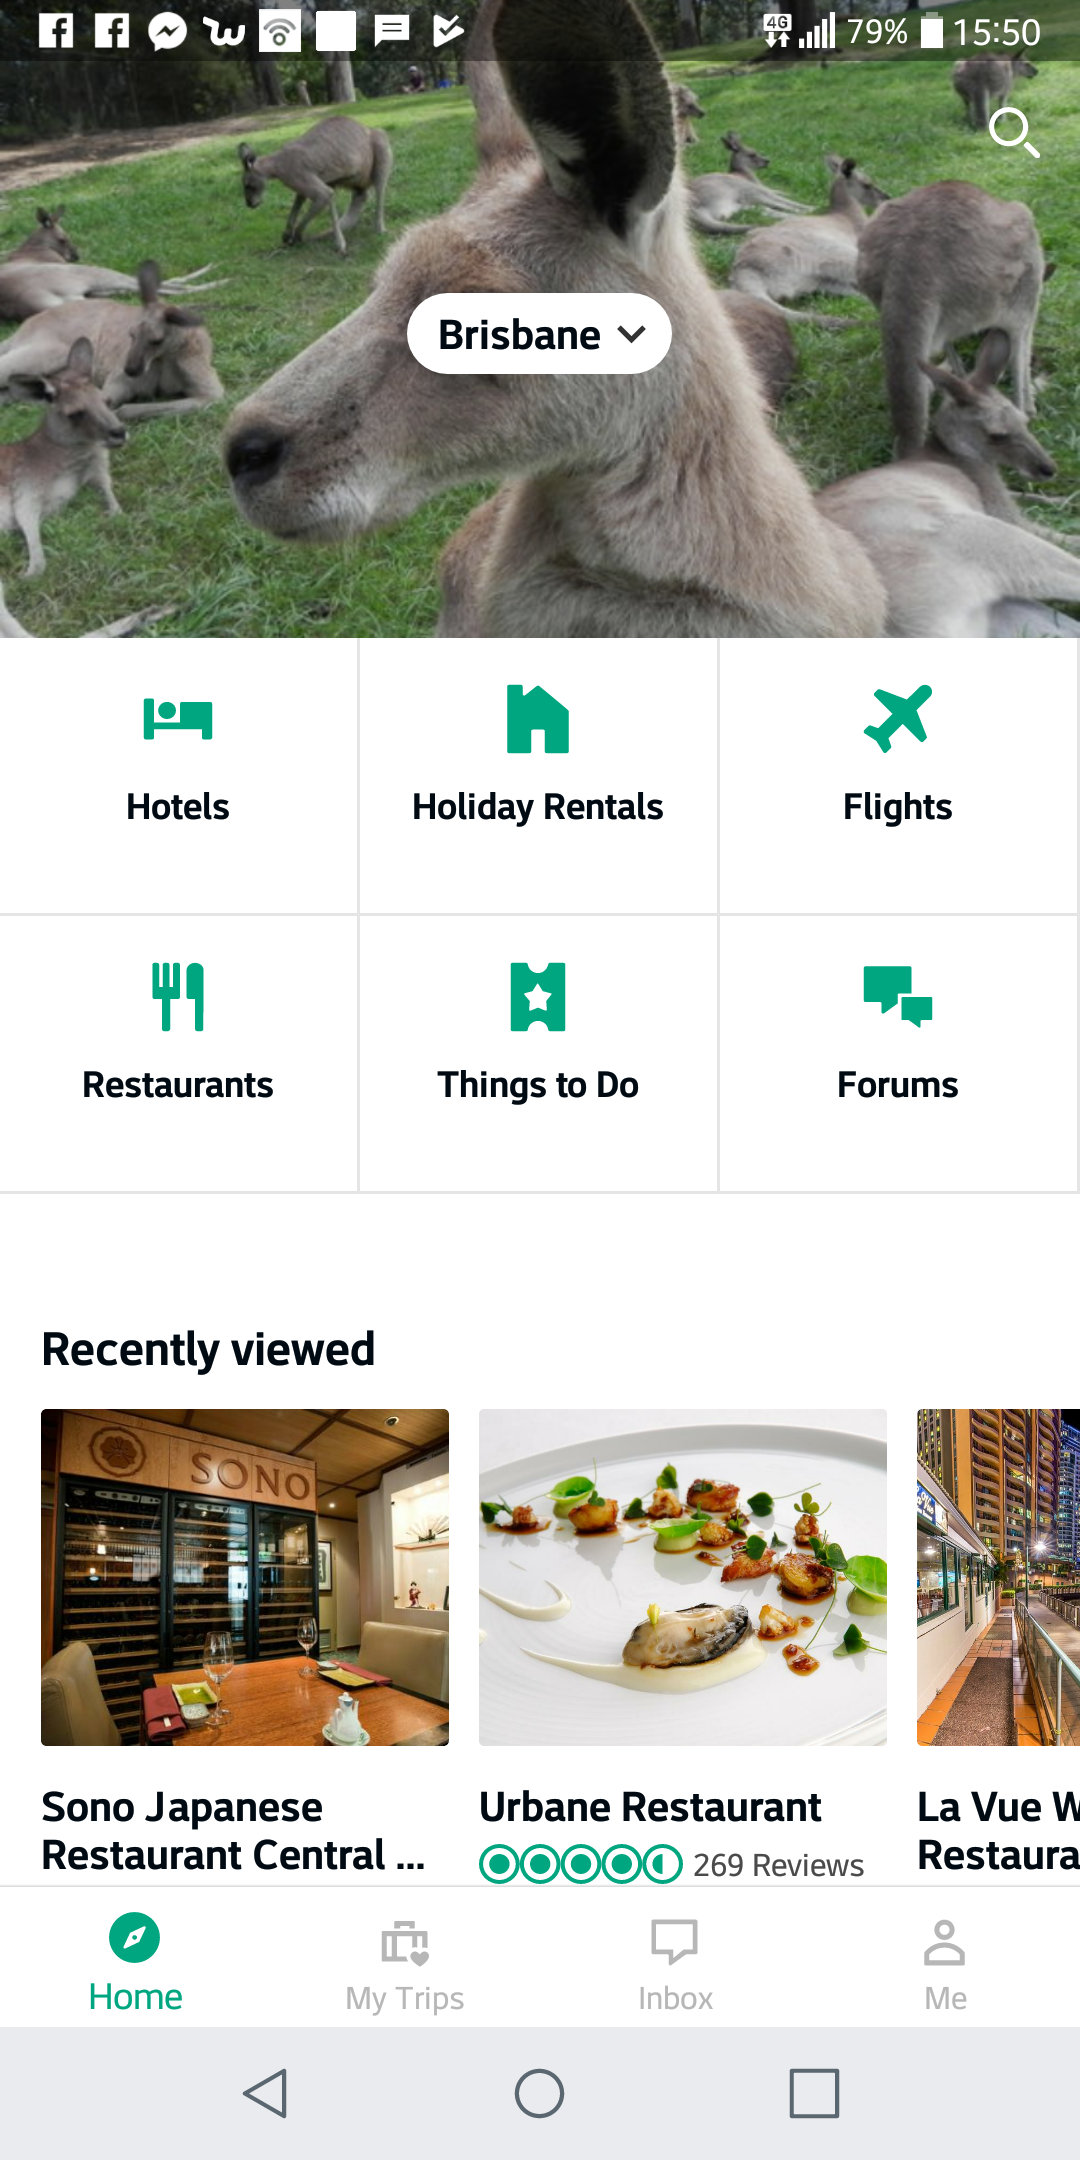 4G 79% 15:50
Brisbane
Hotels
Holiday Rentals
Flights
Restaurants
Things to Do
Forums
Recently viewed
SONO
Sono Japanese
Restaurant Central ...
Urbane Restaurant
269 Reviews
La Vue W
Restaura
Home
My Trips
Inbox
Me